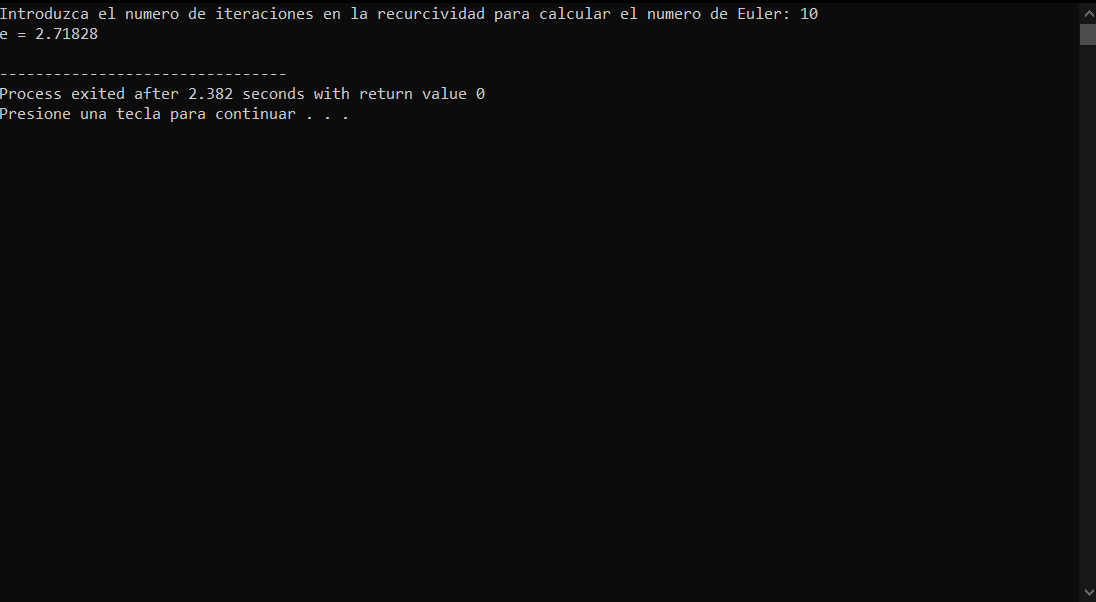 Introduzca el numero de iteraciones en la recurcividad para calcular el numero de Euler: 10
e = 2.71828
--------------------------------
Process exited after 2.382 seconds with return value 0
Presione una tecla para continuar . . .